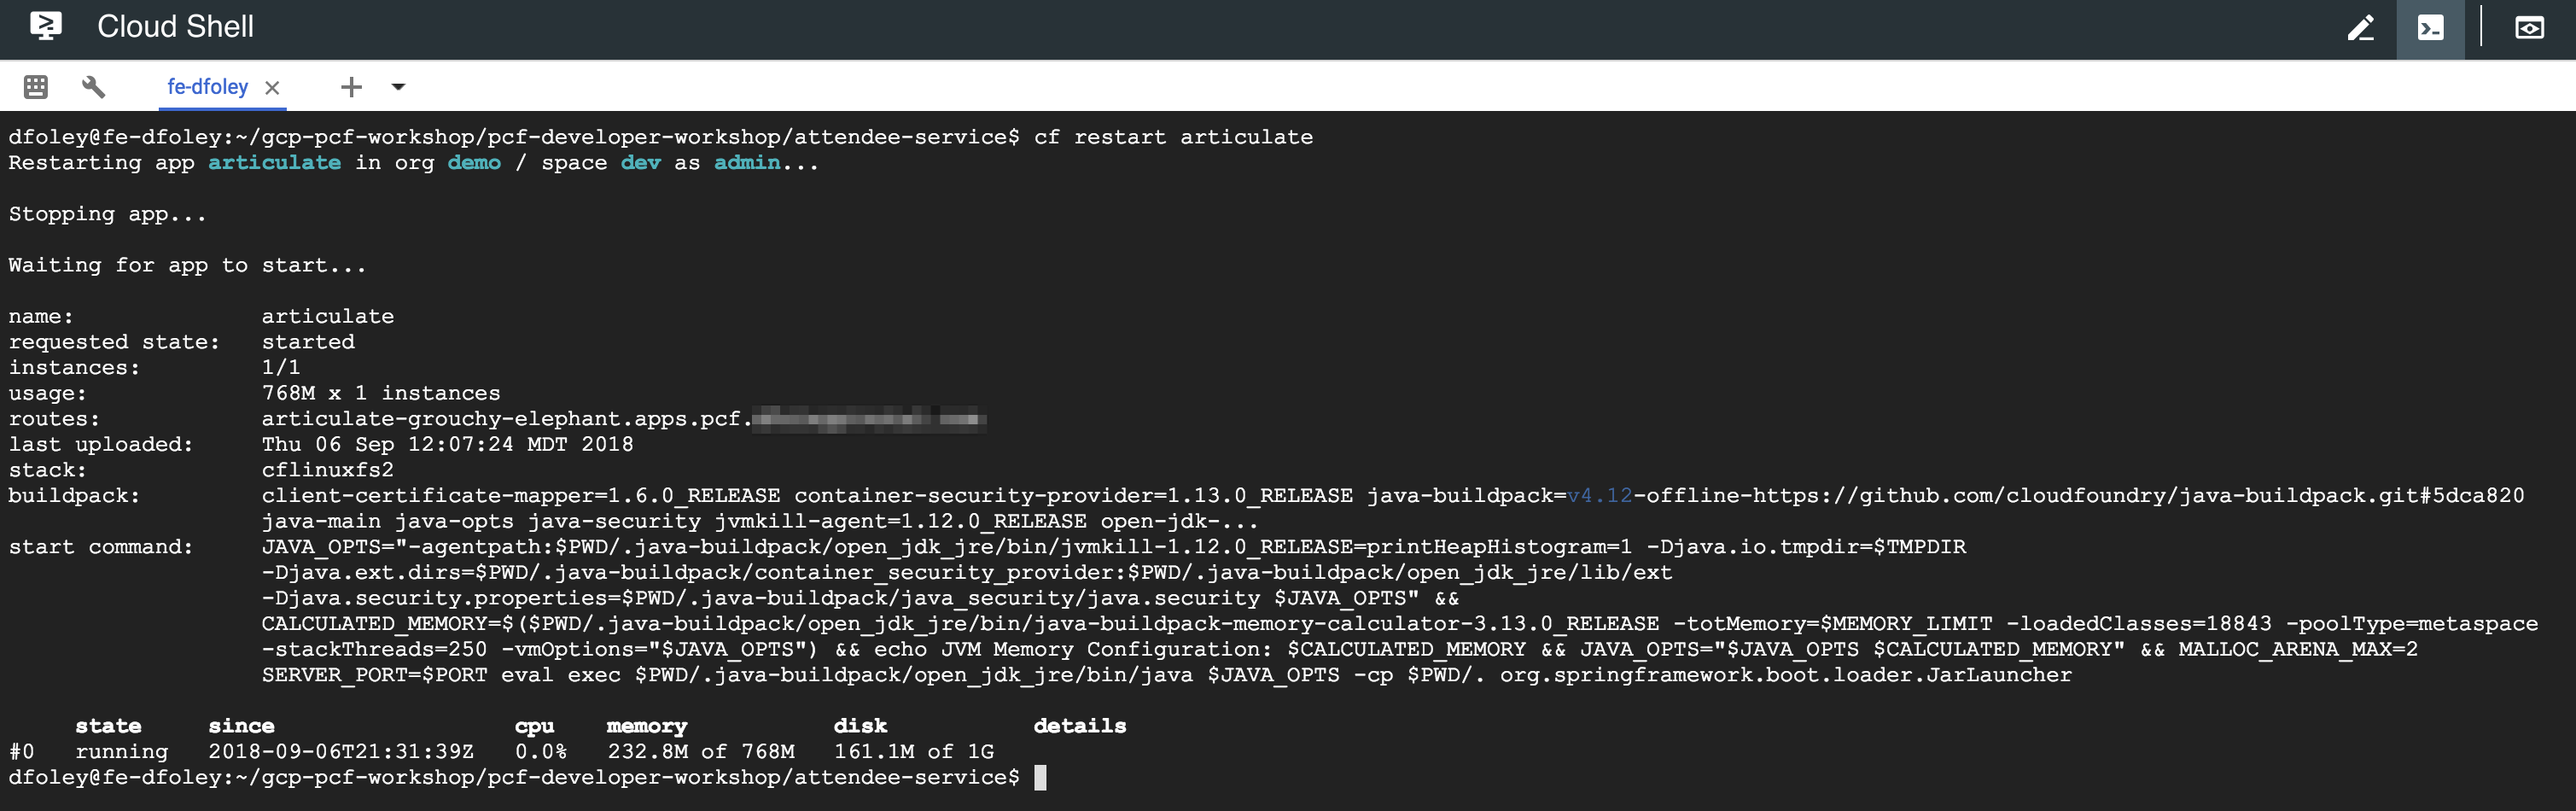 Cloud Shell
fe-dfoley
dfoley@fe-dfoley:~/gcp-pcf-workshop/pcf-developer-workshop/attendee-service$ cf restart articulate
Restarting app articulate in org demo / space dev as admin...
Stopping app...
Waiting for app to start...
name: articulate
requested state: started
instances: 1/1
usage: 768M x 1 instances
routes: articulate-grouchy-elephant.apps.pcf.
last uploaded: Thu 06 Sep 12:07:24 MDT 2018
stack: cflinuxfs2
buildpack: client-certificate-mapper=1.6.0_RELEASE container-security-provider=1.13.0_RELEASE java-buildpack=v4.12-offline-https://github.com/cloudfoundry/java-buildpack.git#5dca820
java-main java-opts java-security jvmkill-agent=1.12.0_RELEASE open-jdk-...
start command: JAVA_OPTS="-agentpath:$PWD/.java-buildpack/open_jdk_jre/bin/jvmkill-1.12.0_RELEASE=printHeapHistogram=1 -Djava.io.tmpdir=$TMPDIR
-Djava.ext.dirs=$PWD/.java-buildpack/container_security_provider:$PWD/.java-buildpack/open_jdk_jre/lib/ext
-Djava.security.properties=$PWD/.java-buildpack/java_security/java.security $JAVA_OPTS" &&
CALCULATED_MEMORY=$($PWD/.java-buildpack/open_jdk_jre/bin/java-buildpack-memory-calculator-3.13.0_RELEASE -totMemory=$MEMORY_LIMIT -loadedClasses=18843 -poolType=metaspace
-stackThreads=250 -vmOptions="$JAVA_OPTS") && echo JVM Memory Configuration: $CALCULATED_MEMORY && JAVA_OPTS="$JAVA_OPTS $CALCULATED_MEMORY" && MALLOC_ARENA_MAX=2
SERVER_PORT=$PORT eval exec $PWD/.java-buildpack/open_jdk_jre/bin/java $JAVA_OPTS -cp $PWD/. org.springframework.boot.loader.JarLauncher
state since cpu memory disk details
#0 running 2018-09-06T21:31:39Z 0.0% 232.8M of 768M 161.1M of 1G
dfoley@fe-dfoley:~/gcp-pcf-workshop/pcf-developer-workshop/attendee-service$